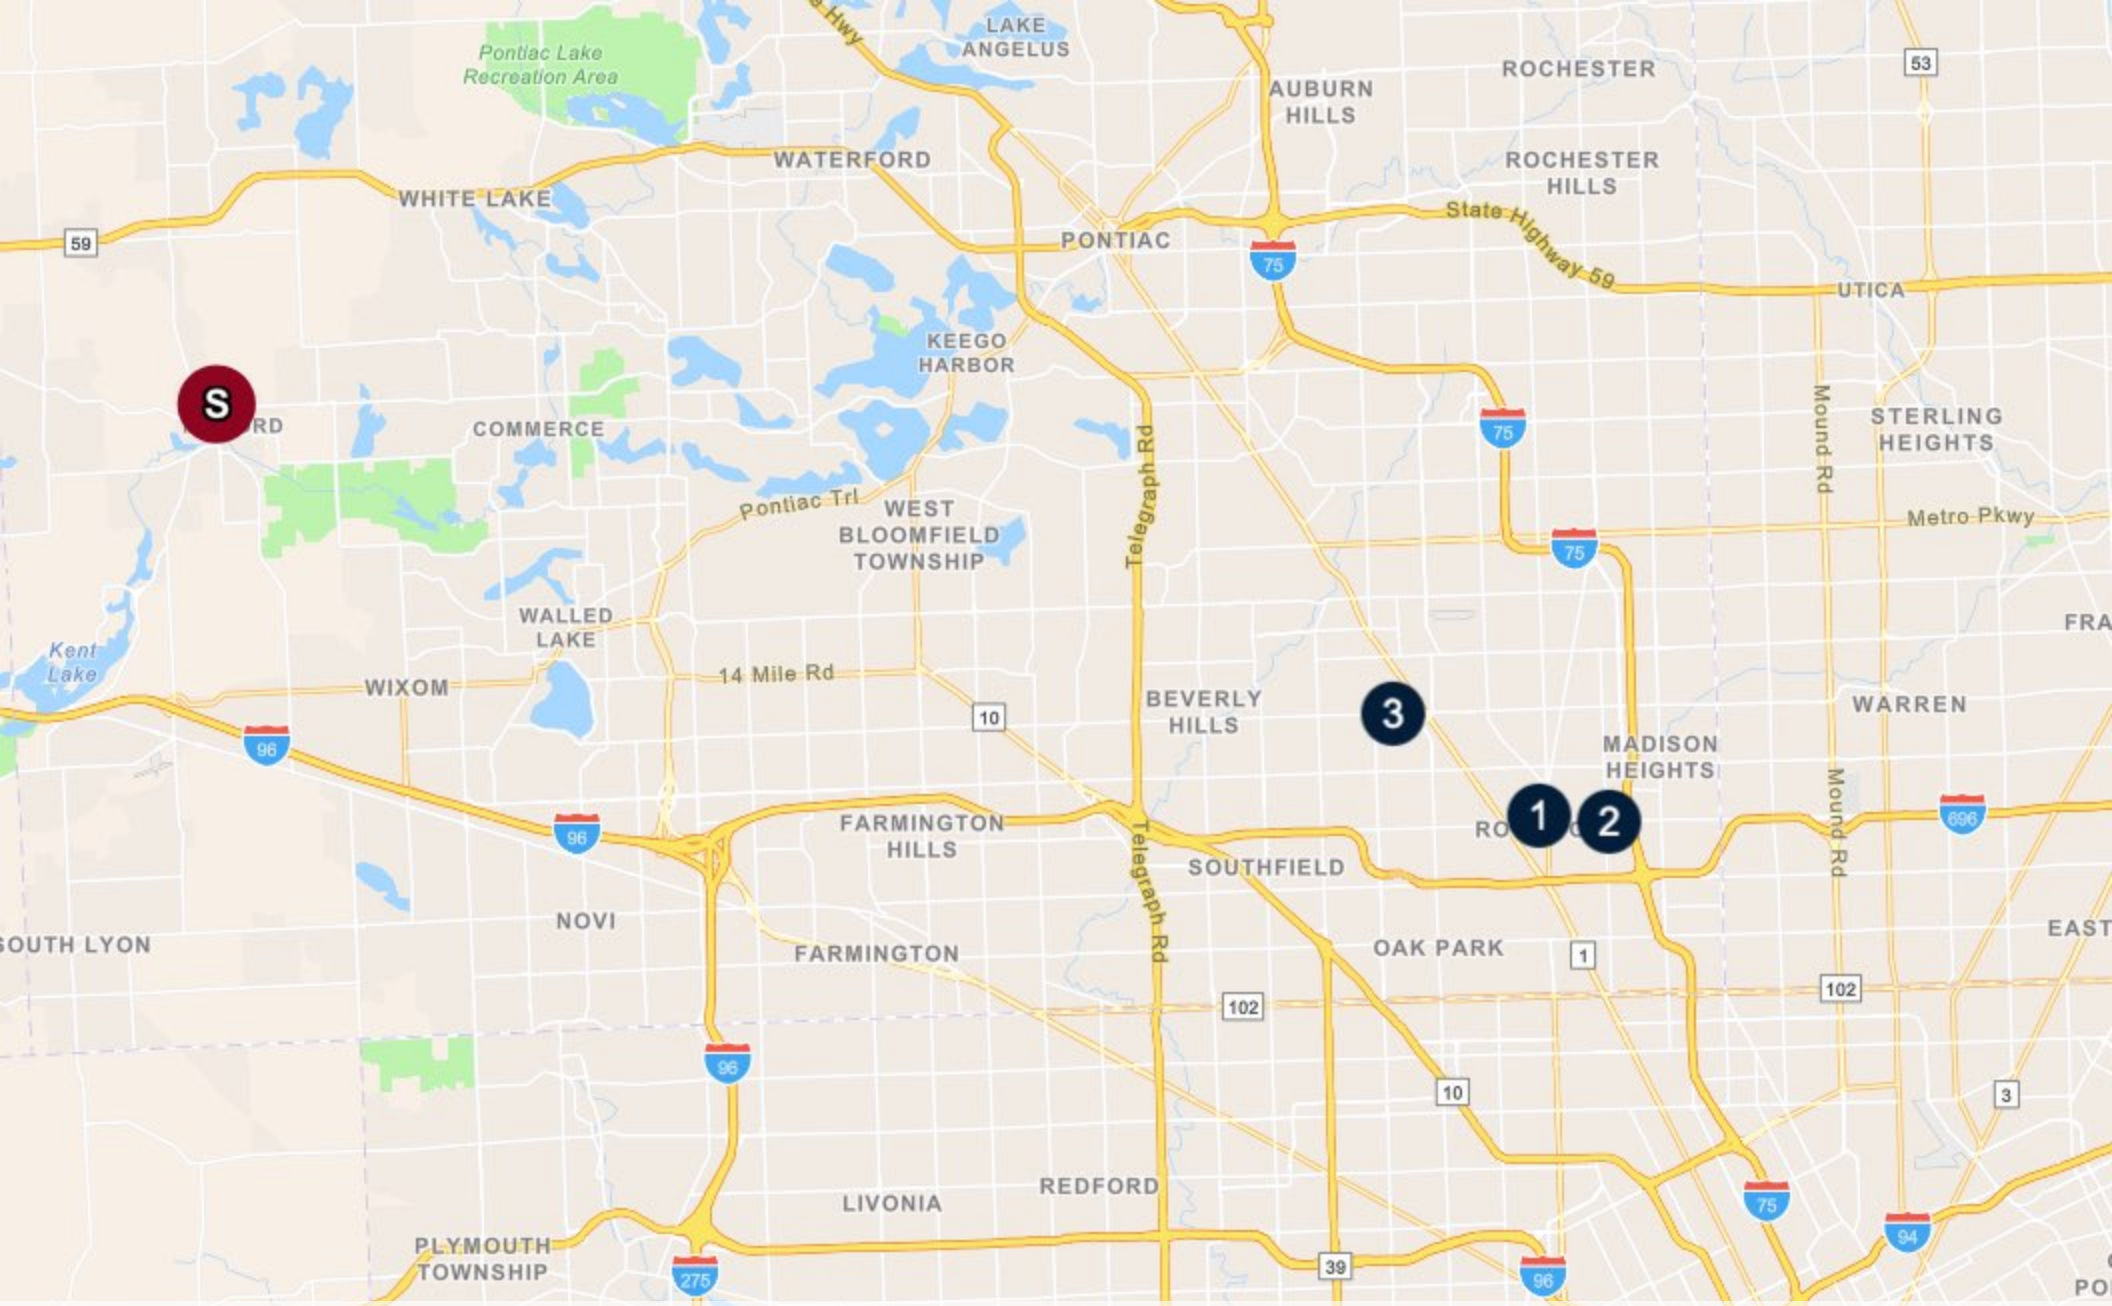 e Hwy
LAKE
ANGELUS
Pontiac Lake
Recreation Area
53
ROCHESTER
AUBURN
HILLS
WATERFORD
ROCHESTER
HILLS
WHITE LAKE
State Highway 59
59
PONTIAC
75
UTICA
KEEGO
HARBOR
S
RD
COMMERCE
75
Telegraph Rd
Mound Rd
STERLING
HEIGHTS
Pontiac Trl
WEST
BLOOMFIELD
TOWNSHIP
Metro Pkwy
75
WALLED
LAKE
FRA
Kent
Lake
14 Mile Rd
WIXOM
BEVERLY
HILLS
3
WARREN
10
96
MADISON
HEIGHTS
96
FARMINGTON
HILLS
RO
1
2
696
Mound Rd
Telegraph Rd
SOUTHFIELD
NOVI
EAST
SOUTH LYON
FARMINGTON
OAK PARK
1
102
102
96
10
3
REDFORD
LIVONIA
75
94
PLYMOUTH
TOWNSHIP
275
39
96
PO